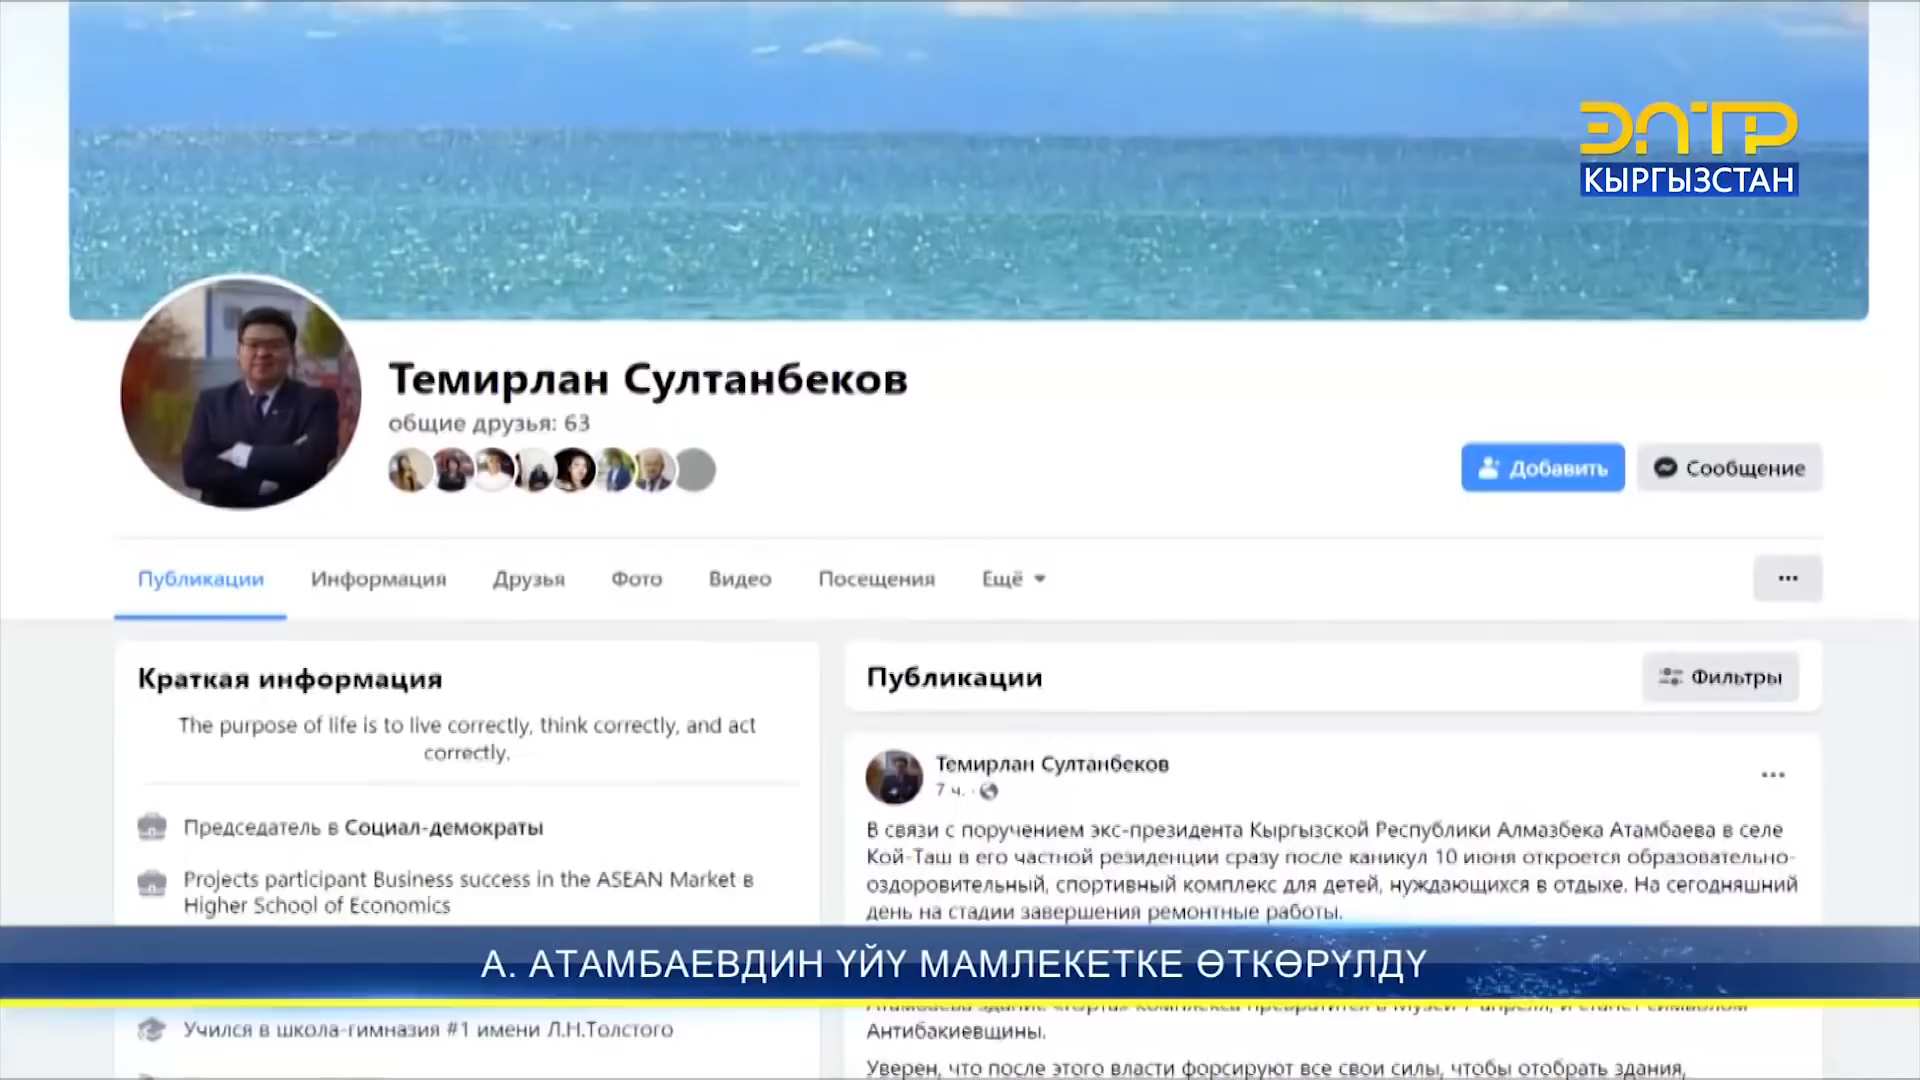 ЭЛТР
КЫРГЫЗСТАН
Темирлан Султанбеков
общие друзья: 63
Добавить
Сообщение
Публикации
Информация
Друзья
Фото
Видео
Посещения
Ещё
Краткая информация
The purpose of life is to live correctly, think correctly, and act
correctly.
Председатель в Социал-демократы
Projects participant Business success in the ASEAN Market в
Higher School of Economics
Учился в школа-гимназия #1 имени Л.Н.Толстого
Публикации
Фильтры
Темирлан Султанбеков
7 ч.
В связи с поручением экс-президента Кыргызской Республики Алмазбека Атамбаева в селе
Кой-Таш в его частной резиденции сразу после каникул 10 июня откроется образовательно-
оздоровительный, спортивный комплекс для детей, нуждающихся в отдыхе. На сегодняшний
день на стадии завершения ремонтные работы.
Антибакиевщины.
Уверен, что после этого власти форсируют все свои силы, чтобы отобрать здания,
А. АТАМБАЕВДИН ҮЙҮ МАМЛЕКЕТКЕ ӨТКӨРҮЛДҮ